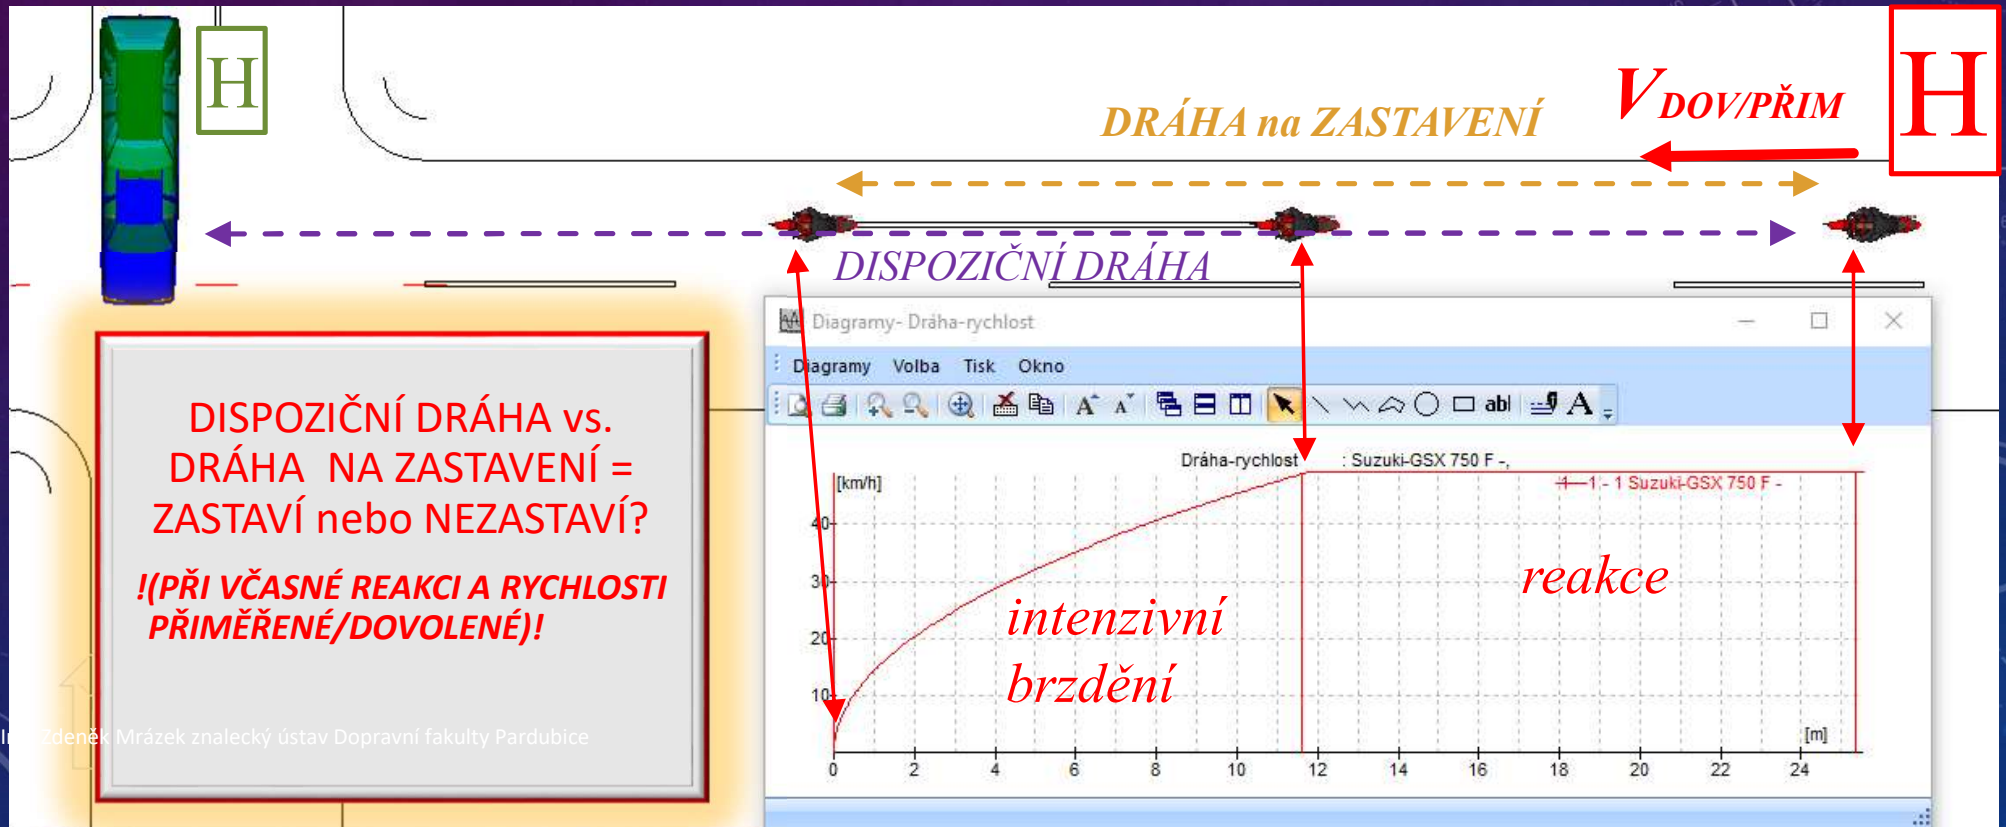 H
DRÁHA na ZASTAVENÍ
V DOV/PŘIM
H
DISPOZIČNÍ DRÁHA
Diagramy- Dráha-rychlost
Diagramy Volba Tisk Okno
abl A
Dráha-rychlost : Suzuki-GSX 750 F -,
[km/h]
1 - 1 Suzuki-GSX 750 F -
40
30
20
10
reakce
intenzivní
brzdění
[m]
0 2 4 6 8 10 12 14 16 18 20 22 24
DISPOZIČNÍ DRÁHA vs.
DRÁHA NA ZASTAVENÍ =
ZASTAVÍ nebo NEZASTAVÍ?
!(PŘI VČASNÉ REAKCI A RYCHLOSTI
PŘIMĚŘENÉ/DOVOLENÉ)!
Zdeněk Mrázek znalecký ústav Dopravní fakulty Pardubice